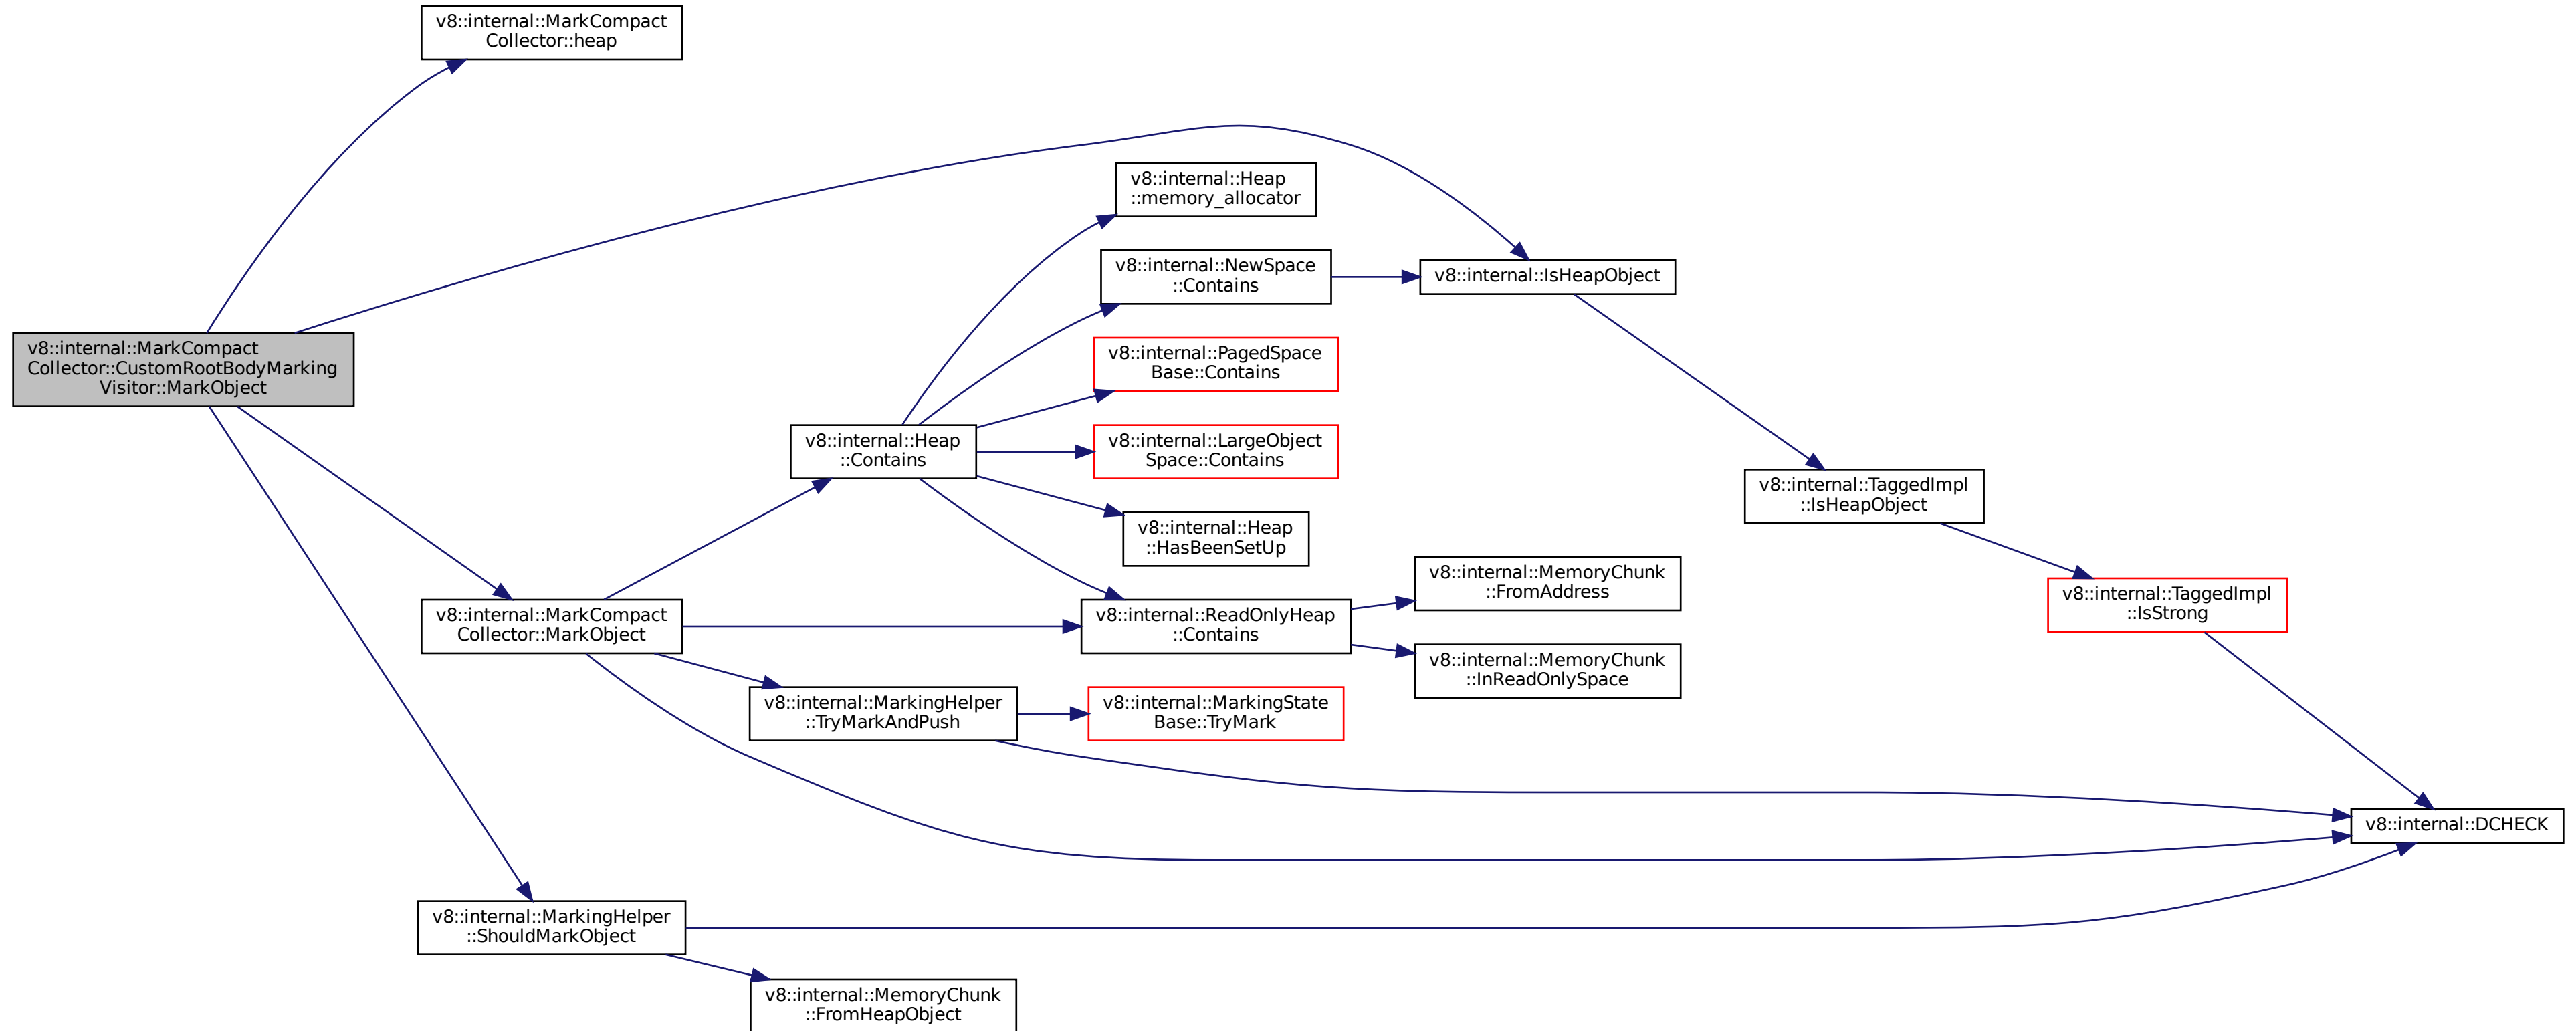 v8::internal::MarkCompact
Collector::heap
v8::internal::Heap
::memory_allocator
v8::internal::NewSpace
::Contains
v8::internal::IsHeapObject
v8::internal::MarkCompact
Collector::CustomRootBodyMarking
Visitor::MarkObject
v8::internal::PagedSpace
Base::Contains
v8::internal::Heap
::Contains
v8::internal::LargeObject
Space::Contains
v8::internal::TaggedImpl
::IsHeapObject
v8::internal::Heap
::HasBeenSetUp
v8::internal::MemoryChunk
::FromAddress
v8::internal::TaggedImpl
::IsStrong
v8::internal::MarkCompact
Collector::MarkObject
v8::internal::ReadOnlyHeap
::Contains
v8::internal::MemoryChunk
::InReadOnlySpace
v8::internal::MarkingHelper
::TryMarkAndPush
v8::internal::MarkingState
Base::TryMark
v8::internal::DCHECK
v8::internal::MarkingHelper
::ShouldMarkObject
v8::internal::MemoryChunk
::FromHeapObject